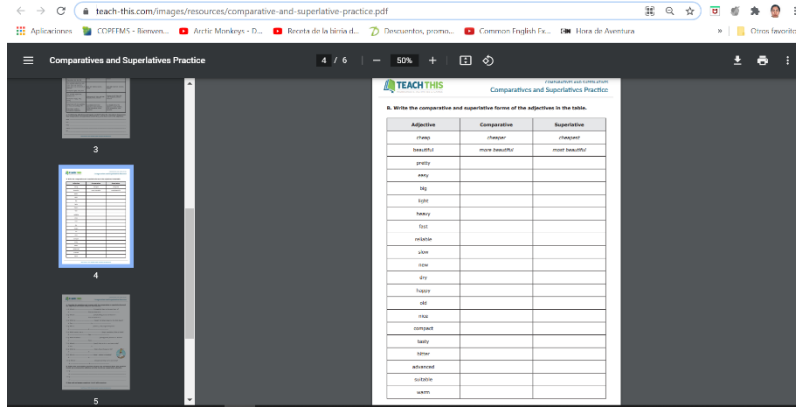 teach-this.com/images/resources/comparative-and-superlative-practice.pdf
Aplicaciones COPEEMS - Bienven... Arctic Monkeys - D... Receta de la birria d... Descuentos, promo... Common English Ex... Hora de Aventura » Otros favoritos
Comparatives and Superlatives Practice 4 / 6 50%
3
4
5
TEACH THIS
Comparatives and Superlatives Practice
B. Write the comparative and superlative forms of the adjectives in the table.
Adjective Comparative Superlative
cheap cheaper cheapest
beautiful more beautiful most beautiful
pretty
easy
big
light
heavy
fast
reliable
slow
new
dry
happy
old
nice
compact
tasty
bitter
advanced
suitable
warm